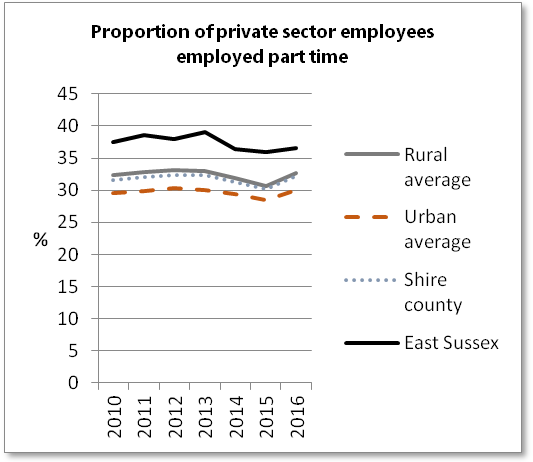 Proportion of private sector employees
employed part time
45
40
35
30
25
20
15
10
5
0
%
2010
2011
2012
2013
2014
2015
2016
Rural
average
Urban
average
Shire
county
East Sussex